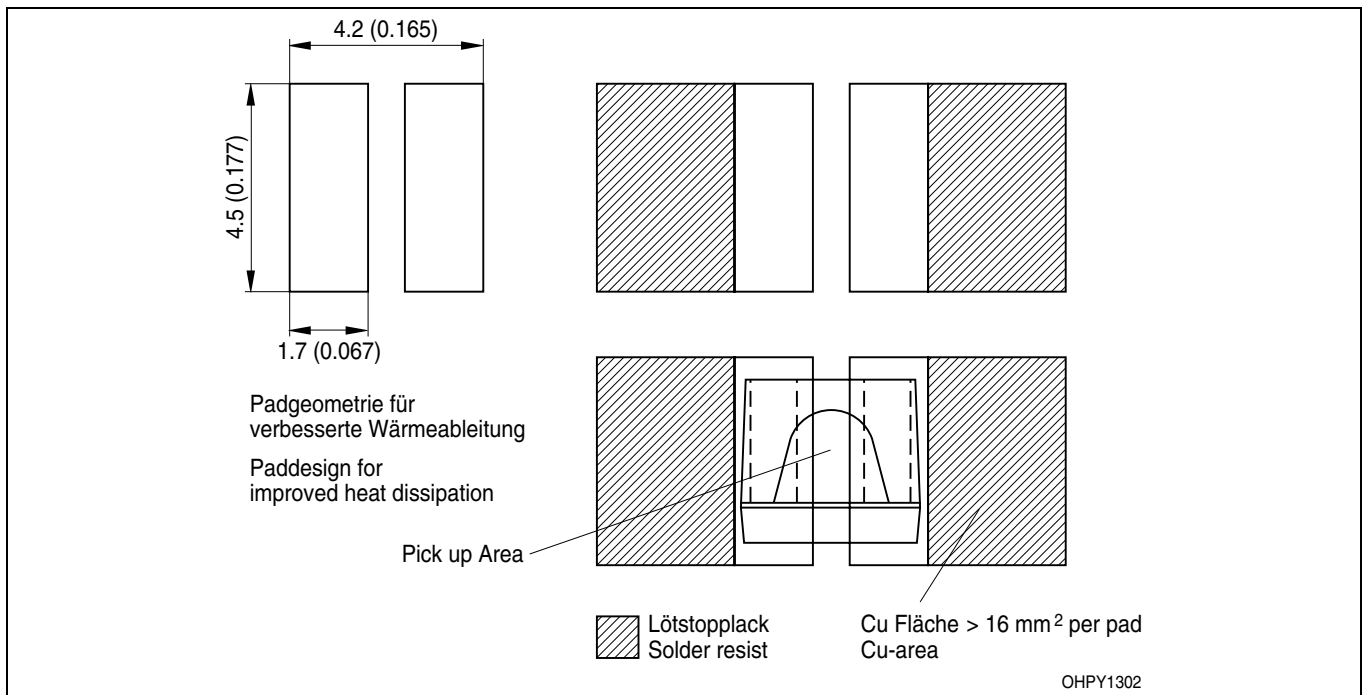 4.2 (0.165)
4.5 (0.177)
1.7 (0.067)
Padgeometrie für
verbesserte Wärmeableitung
Paddesign for
improved heat dissipation
Pick up Area
Lötstopplack
Solder resist
Cu Fläche > 16 mm² per pad
Cu-area
OHPY1302